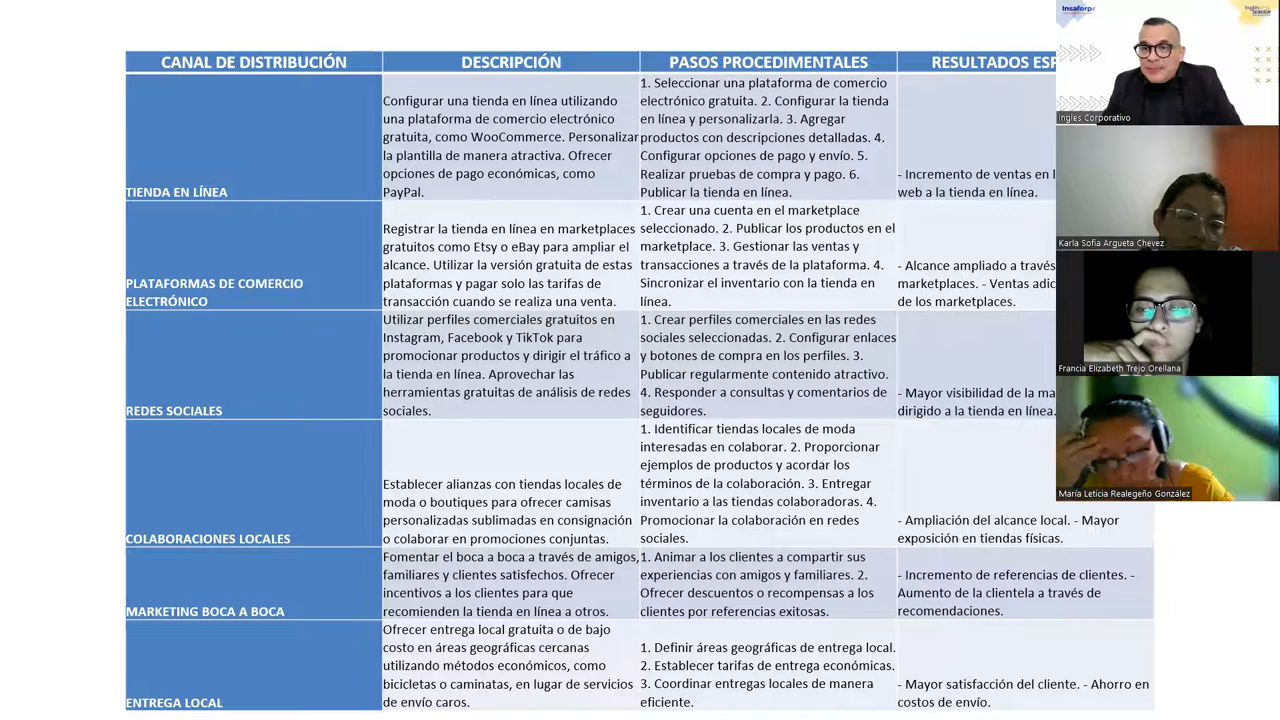 CANAL DE DISTRIBUCIÓN
DESCRIPCIÓN
PASOS PROCEDIMENTALES
RESULTADOS ESP
TIENDA EN LÍNEA
Configurar una tienda en línea utilizando
una plataforma de comercio electrónico
gratuita, como WooCommerce. Personalizar
la plantilla de manera atractiva. Ofrecer
opciones de pago económicas, como
PayPal.
1. Seleccionar una plataforma de comercio
electrónico gratuita. 2. Configurar la tienda
en línea y personalizarla. 3. Agregar
productos con descripciones detalladas. 4.
Configurar opciones de pago y envío. 5.
Realizar pruebas de compra y pago. 6.
Publicar la tienda en línea.
- Incremento de ventas en l
web a la tienda en línea.
PLATAFORMAS DE COMERCIO
ELECTRÓNICO
Registrar la tienda en línea en marketplaces
gratuitos como Etsy o eBay para ampliar el
alcance. Utilizar la versión gratuita de estas
plataformas y pagar solo las tarifas de
transacción cuando se realiza una venta.
1. Crear una cuenta en el marketplace
seleccionado. 2. Publicar los productos en el
marketplace. 3. Gestionar las ventas y
transacciones a través de la plataforma. 4.
Sincronizar el inventario con la tienda en
línea.
- Alcance ampliado a través
marketplaces. - Ventas adic
de los marketplaces.
REDES SOCIALES
Utilizar perfiles comerciales gratuitos en
Instagram, Facebook y TikTok para
promocionar productos y dirigir el tráfico a
la tienda en línea. Aprovechar las
herramientas gratuitas de análisis de redes
sociales.
1. Crear perfiles comerciales en las redes
sociales seleccionadas. 2. Configurar enlaces
y botones de compra en los perfiles. 3.
Publicar regularmente contenido atractivo.
4. Responder a consultas y comentarios de
seguidores.
- Mayor visibilidad de la ma
dirigido a la tienda en línea.
COLABORACIONES LOCALES
Establecer alianzas con tiendas locales de
moda o boutiques para ofrecer camisas
personalizadas sublimadas en consignación
o colaborar en promociones conjuntas.
1. Identificar tiendas locales de moda
interesadas en colaborar. 2. Proporcionar
ejemplos de productos y acordar los
términos de la colaboración. 3. Entregar
inventario a las tiendas colaboradoras. 4.
Promocionar la colaboración en redes
sociales.
- Ampliación del alcance local. - Mayor
exposición en tiendas físicas.
MARKETING BOCA A BOCA
Fomentar el boca a boca a través de amigos,
familiares y clientes satisfechos. Ofrecer
incentivos a los clientes para que
recomienden la tienda en línea a otros.
1. Animar a los clientes a compartir sus
experiencias con amigos y familiares. 2.
Ofrecer descuentos o recompensas a los
clientes por referencias exitosas.
- Incremento de referencias de clientes. -
Aumento de la clientela a través de
recomendaciones.
ENTREGA LOCAL
Ofrecer entrega local gratuita o de bajo
costo en áreas geográficas cercanas
utilizando métodos económicos, como
bicicletas o caminatas, en lugar de servicios
de envío caros.
1. Definir áreas geográficas de entrega local.
2. Establecer tarifas de entrega económicas.
3. Coordinar entregas locales de manera
eficiente.
- Mayor satisfacción del cliente. - Ahorro en
costos de envío.
Insaforp
Ingles Corporativo
Karla Sofia Argueta Chevez
Francia Elizabeth Trejo Orellana
María Leticia Realegeño González